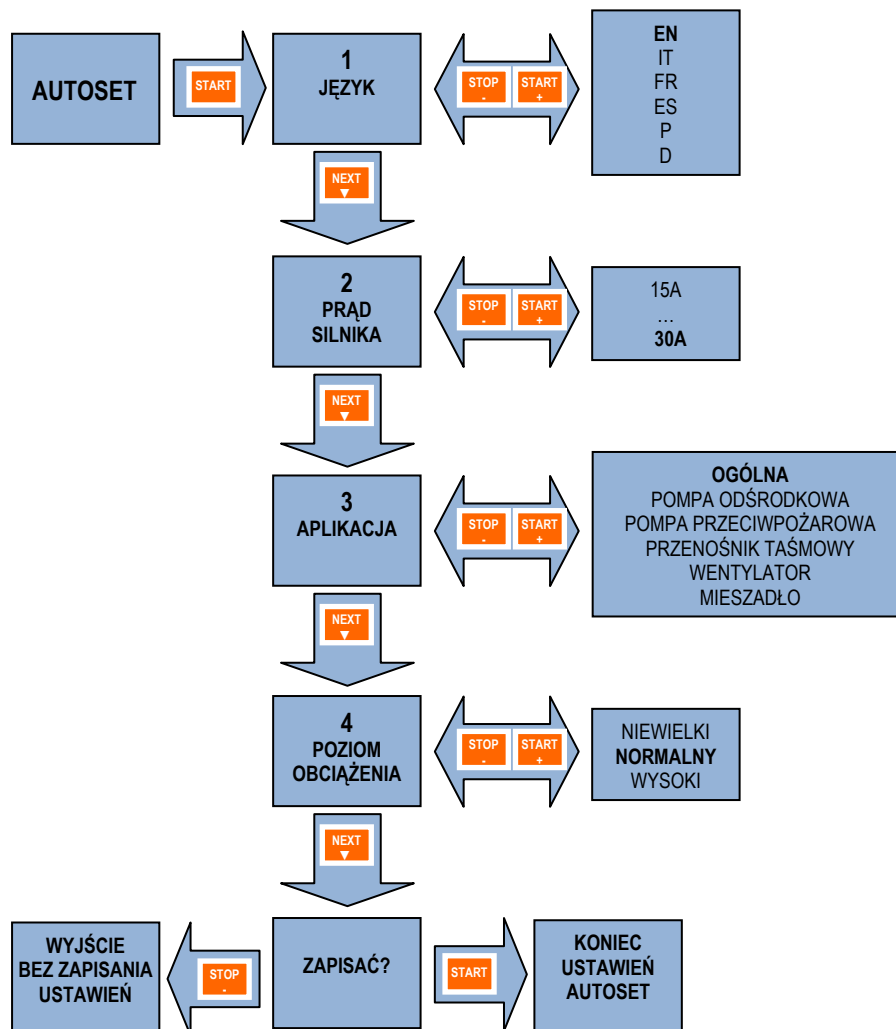 AUTOSET
START
1
JĘZYK
STOP
-
START
+
EN
IT
FR
ES
P
D
NEXT
▼
2
PRĄD
SILNIKA
STOP
-
START
+
15A
...
30A
NEXT
▼
3
APLIKACJA
STOP
-
START
+
OGÓLNA
POMPA ODŚRODKOWA
POMPA PRZECIWPOŻAROWA
PRZENOŚNIK TAŚMOWY
WENTYLATOR
MIESZADŁO
NEXT
▼
4
POZIOM
OBCIĄŻENIA
STOP
-
START
+
NIEWIELKI
NORMALNY
WYSOKI
NEXT
▼
WYJŚCIE
BEZ ZAPISANIA
USTAWIEŃ
STOP
-
ZAPISAĆ?
START
KONIEC
USTAWIEŃ
AUTOSET